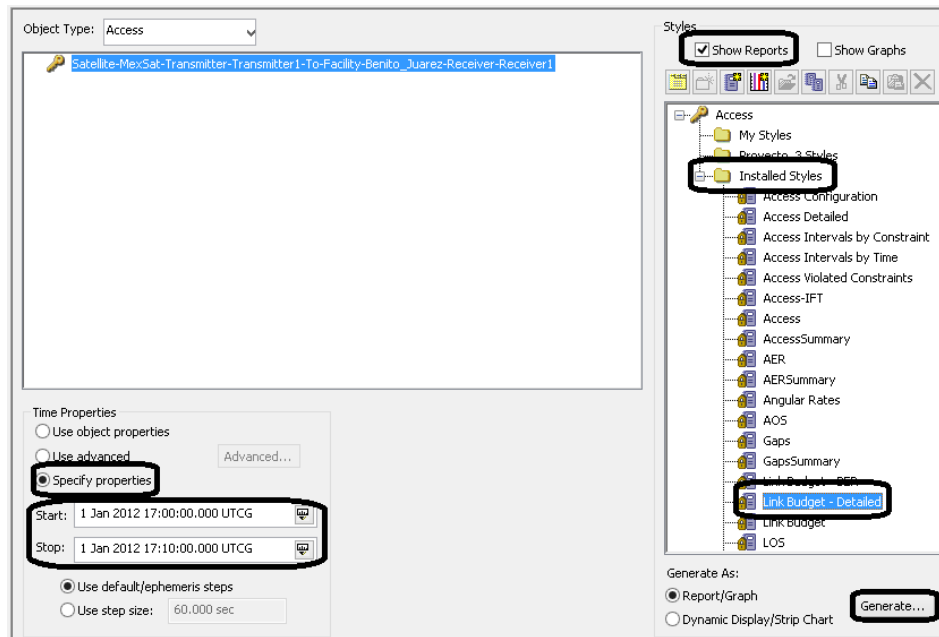 Object Type: Access
Satellite-MexSat-Transmitter-Transmitter1-To-Facility-Benito_Juarez-Receiver-Receiver1
Time Properties
Use object properties
Use advanced
Advanced...
Specify properties
Start: 1 Jan 2012 17:00:00.000 UTCG
Stop: 1 Jan 2012 17:10:00.000 UTCG
Use default/ephemeris steps
Use step size: 60.000 sec
Styles
Show Reports
Show Graphs
Access
My Styles
Proyecto_3 Styles
Installed Styles
Access Configuration
Access Detailed
Access Intervals by Constraint
Access Intervals by Time
Access Violated Constraints
Access-IFT
Access
AccessSummary
AER
AERSummary
Angular Rates
AOS
Gaps
GapsSummary
Link Budget - BER
Link Budget - Detailed
Link Budget
LOS
Generate As:
Report/Graph
Dynamic Display/Strip Chart
Generate...